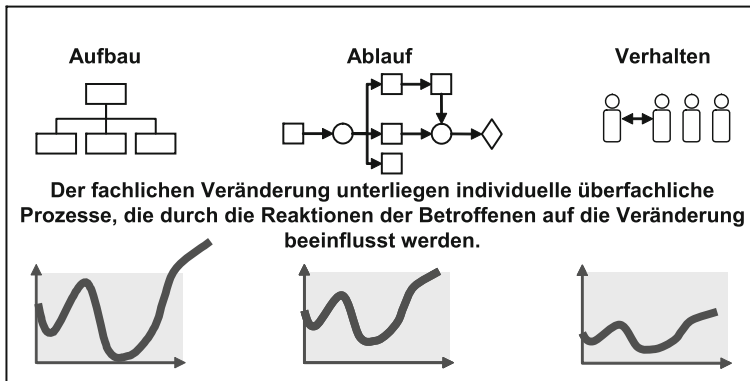 Aufbau Ablauf Verhalten
Der fachlichen Veränderung unterliegen individuelle überfachliche
Prozesse, die durch die Reaktionen der Betroffenen auf die Veränderung
beeinflusst werden.